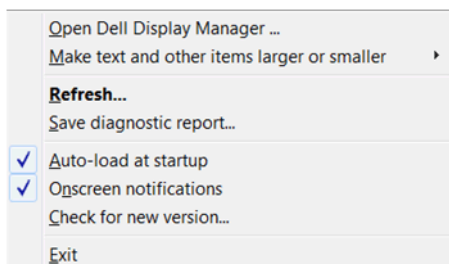 Open Dell Display Manager ...
Make text and other items larger or smaller
Refresh...
Save diagnostic report...
Auto-load at startup
Onscreen notifications
Check for new version...
Exit